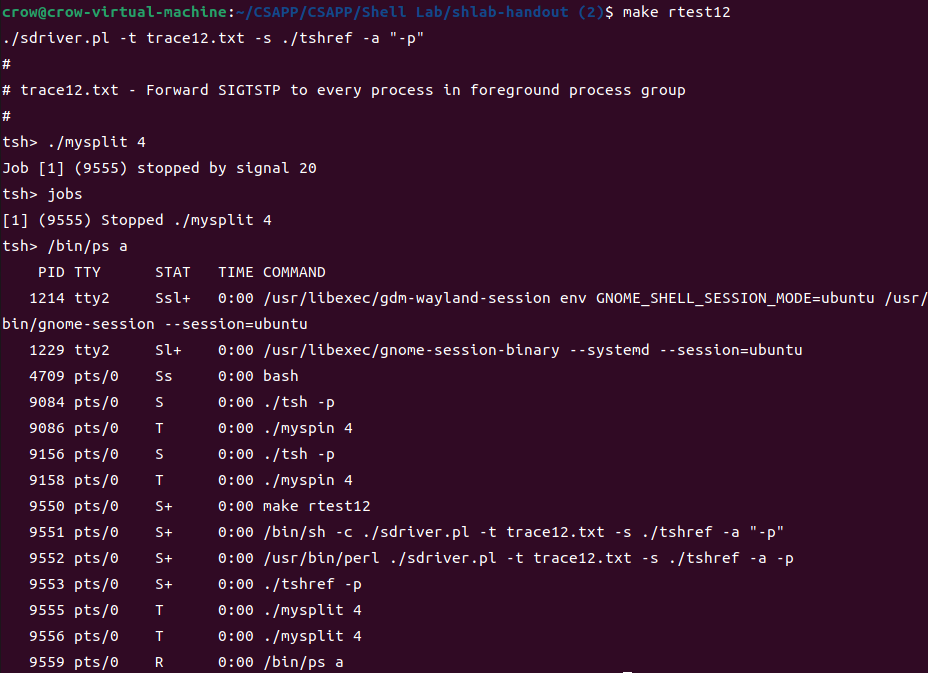 crow@crow-virtual-machine:~/CSAPP/CSAPP/Shell Lab/shlab-handout (2)$ make rtest12
./sdriver.pl -t trace12.txt -s ./tshref -a "-p"
#
# trace12.txt - Forward SIGTSTP to every process in foreground process group
#
tsh> ./mysplit 4
Job [1] (9555) stopped by signal 20
tsh> jobs
[1] (9555) Stopped ./mysplit 4
tsh> /bin/ps a
    PID TTY      STAT   TIME COMMAND
   1214 tty2     Ssl+   0:00 /usr/libexec/gdm-wayland-session env GNOME_SHELL_SESSION_MODE=ubuntu /usr/
bin/gnome-session --session=ubuntu
   1229 tty2     Sl+    0:00 /usr/libexec/gnome-session-binary --systemd --session=ubuntu
   4709 pts/0    Ss     0:00 bash
   9084 pts/0    S      0:00 ./tsh -p
   9086 pts/0    T      0:00 ./myspin 4
   9156 pts/0    S      0:00 ./tsh -p
   9158 pts/0    T      0:00 ./myspin 4
   9550 pts/0    S+     0:00 make rtest12
   9551 pts/0    S+     0:00 /bin/sh -c ./sdriver.pl -t trace12.txt -s ./tshref -a "-p"
   9552 pts/0    S+     0:00 /usr/bin/perl ./sdriver.pl -t trace12.txt -s ./tshref -a -p
   9553 pts/0    S+     0:00 ./tshref -p
   9555 pts/0    T      0:00 ./mysplit 4
   9556 pts/0    T      0:00 ./mysplit 4
   9559 pts/0    R      0:00 /bin/ps a